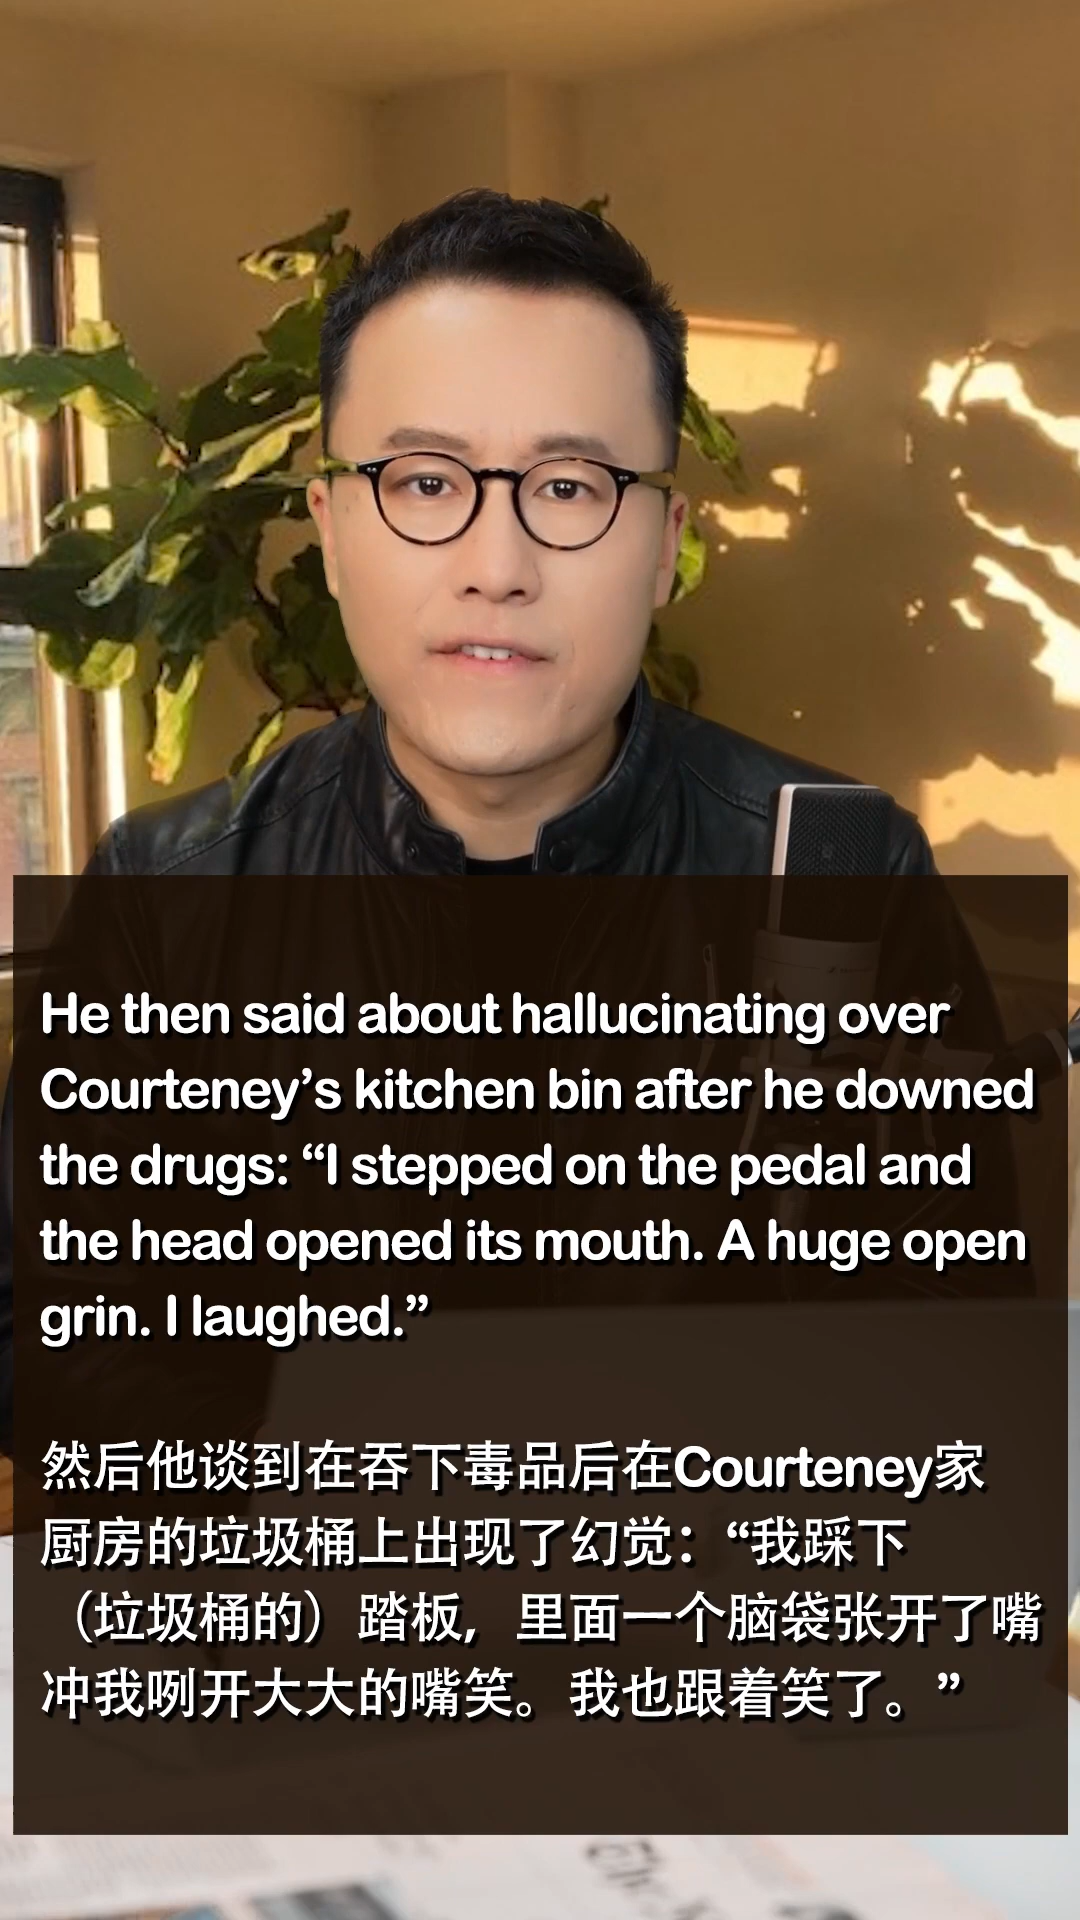 He then said about hallucinating over
Courteney’s kitchen bin after he downed
the drugs: “I stepped on the pedal and
the head opened its mouth. A huge open
grin. I laughed.”
然后他谈到在吞下毒品后在Courteney家
厨房的垃圾桶上出现了幻觉：“我踩下
（垃圾桶的）踏板，里面一个脑袋张开了嘴
冲我咧开大大的嘴笑。我也跟着笑了。”